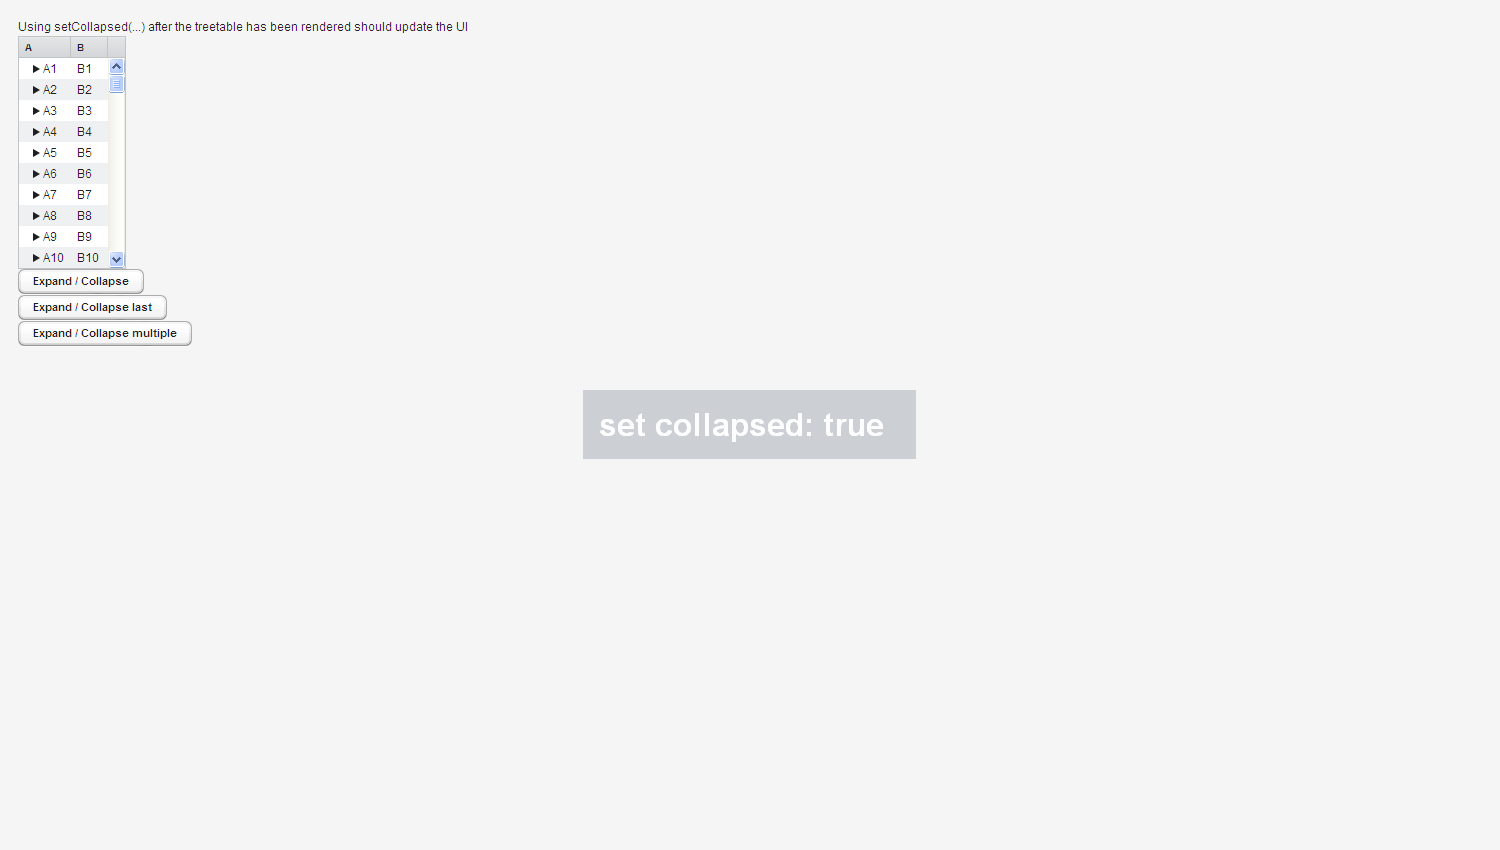 Using setCollapsed(...) after the treetable has been rendered should update the UI
A B
A1 B1
A2 B2
A3 B3
A4 B4
A5 B5
A6 B6
A7 B7
A8 B8
A9 B9
A10 B10
Expand / Collapse
Expand / Collapse last
Expand / Collapse multiple
set collapsed: true